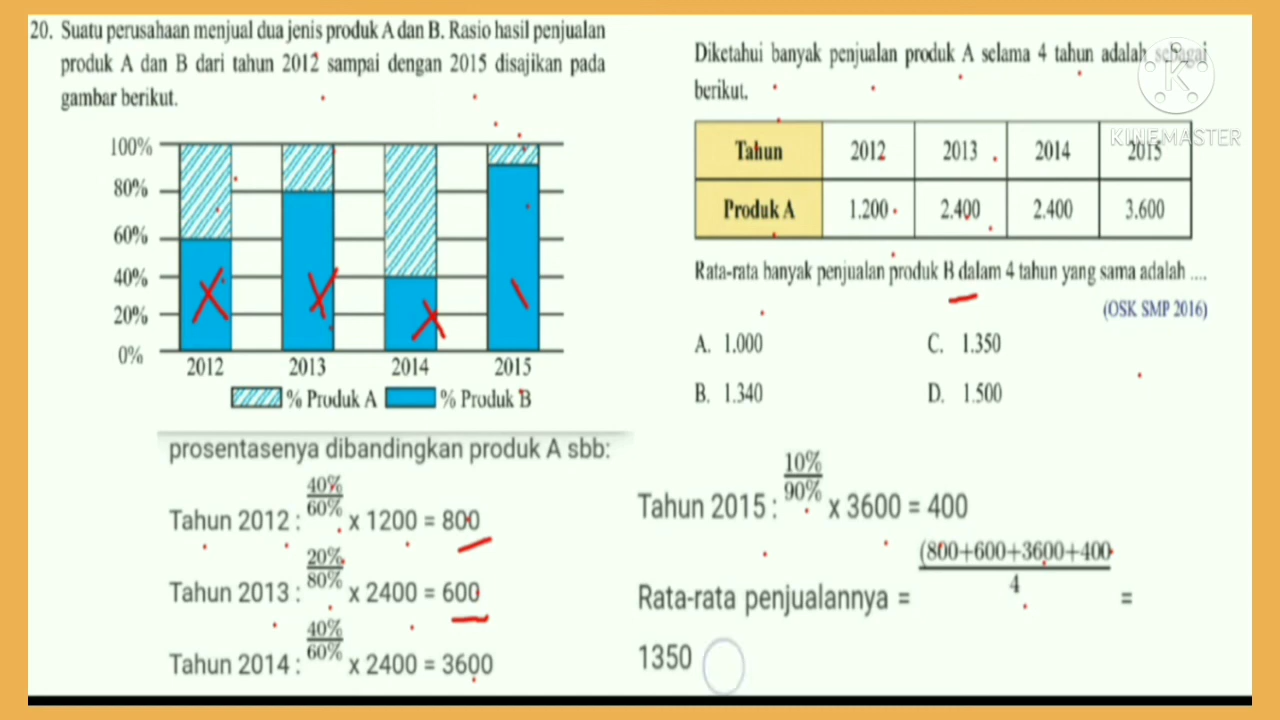 20. Suatu perusahaan menjual dua jenis produk A dan B. Rasio hasil penjualan
produk A dan B dari tahun 2012 sampai dengan 2015 disajikan pada
gambar berikut.
100%
80%
60%
40%
20%
0%
2012 2013 2014 2015
% Produk A % Produk B
Diketahui banyak penjualan produk A selama 4 tahun adalah sebagai
berikut.
KINEMASTER
Tahun 2012 2013 2014 2015
Produk A 1.200 2.400 2.400 3.600
Rata-rata banyak penjualan produk B dalam 4 tahun yang sama adalah ....
(OSK SMP 2016)
A. 1.000 C. 1.350
B. 1.340 D. 1.500
prosentasenya dibandingkan produk A sbb:
Tahun 2012 : 40%/60% x 1200 = 800
Tahun 2013 : 20%/80% x 2400 = 600
Tahun 2014 : 40%/60% x 2400 = 3600
Tahun 2015 : 10%/90% x 3600 = 400
Rata-rata penjualannya = (800+600+3600+400/4 =
1350